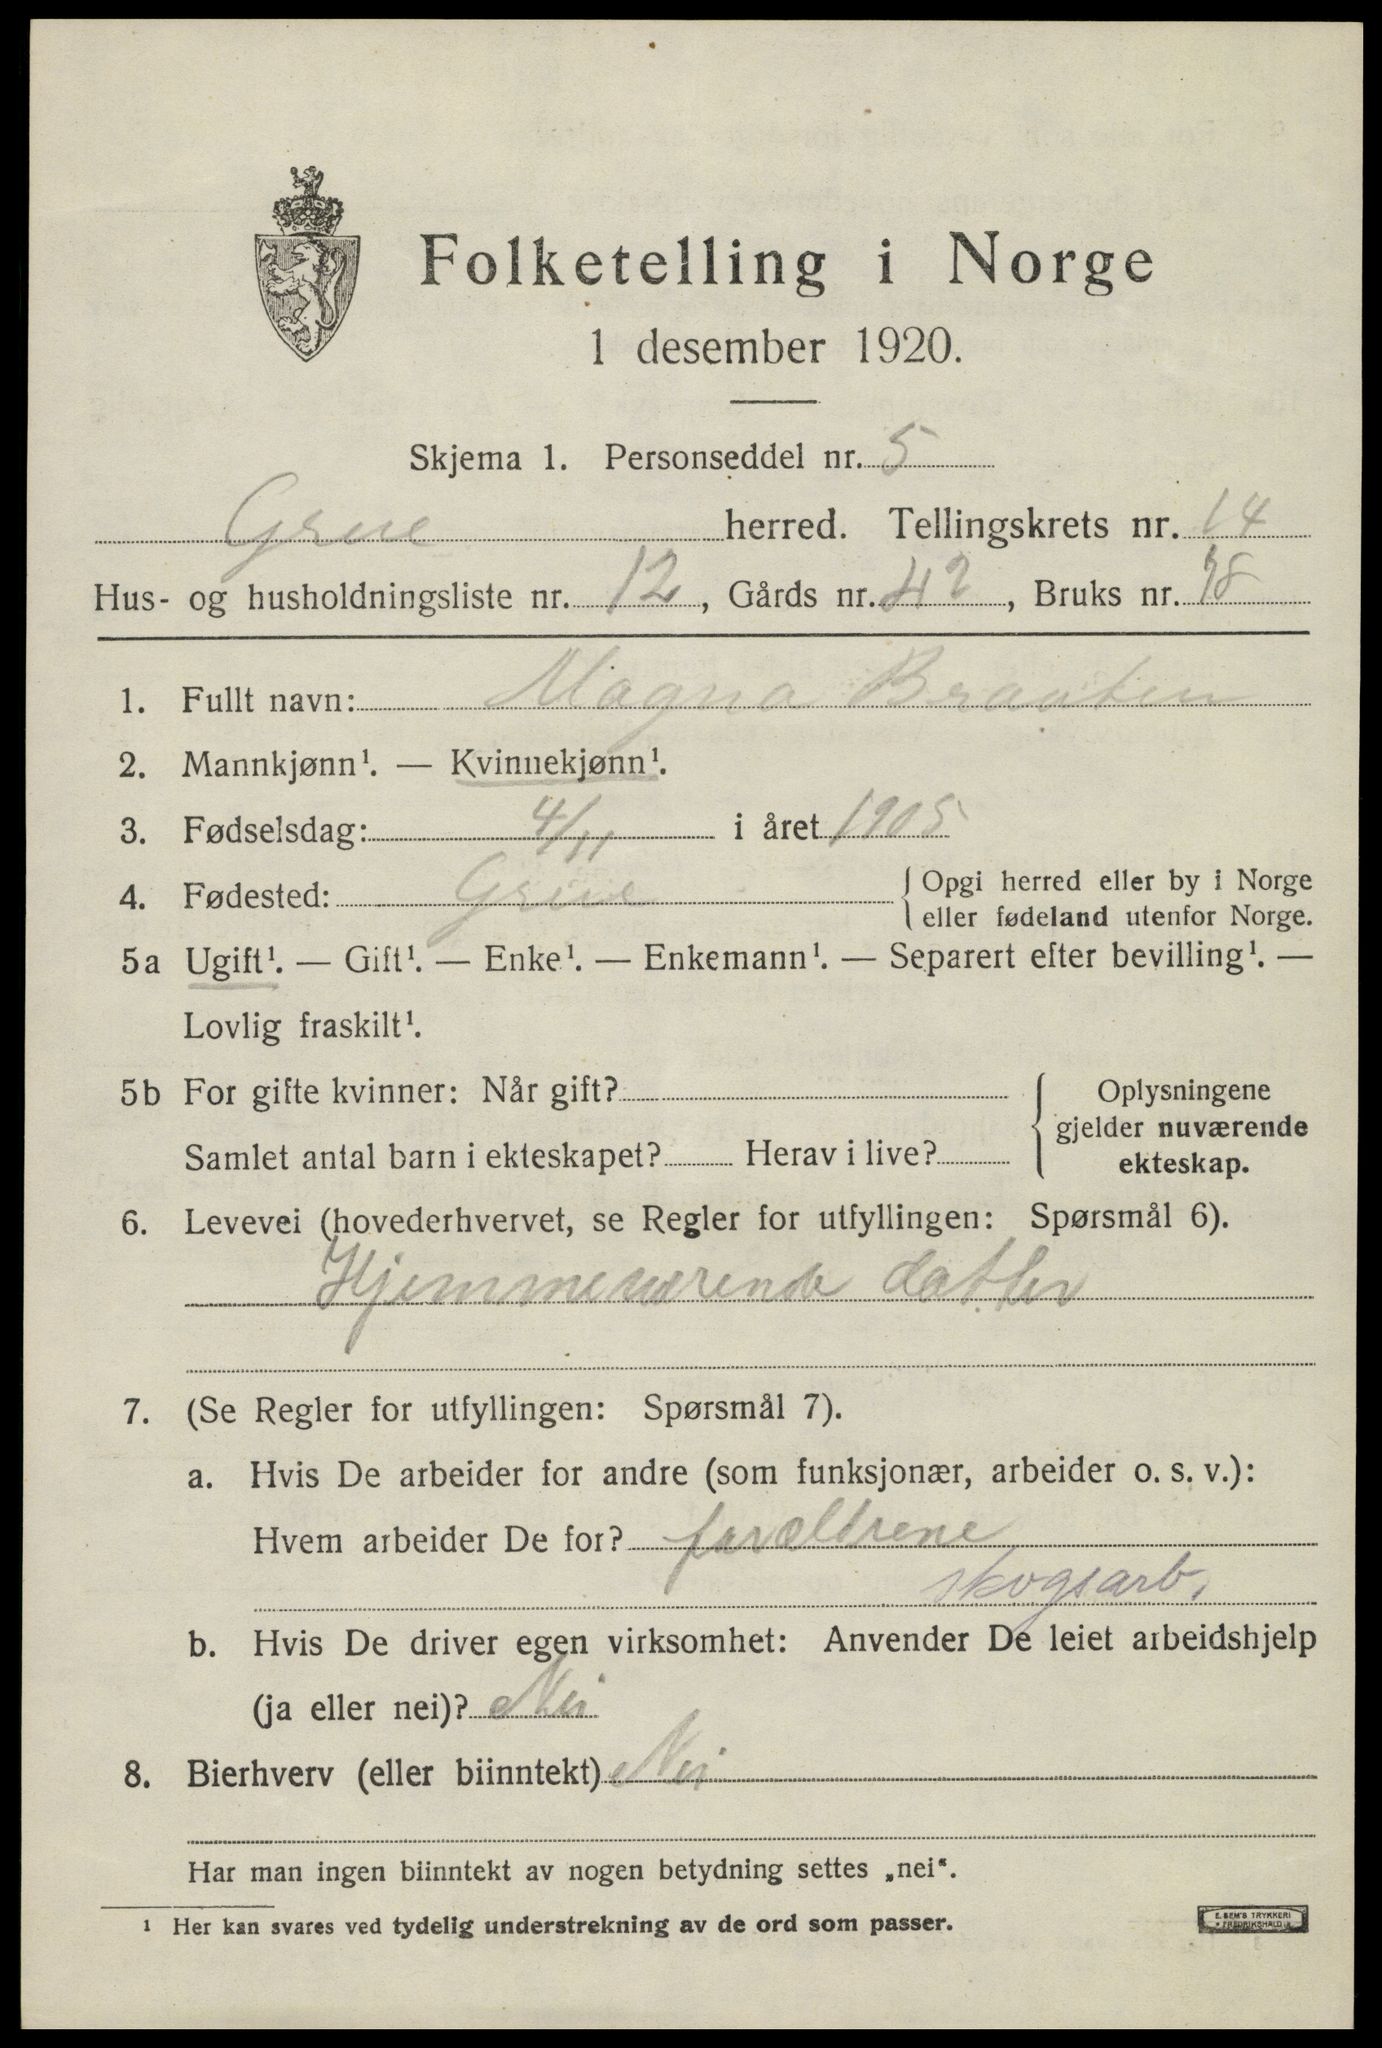 Folketelling i Norge
1 desember 1920.
Skjema 1. Personseddel nr. 5
Grue herred. Tellingskrets nr. 14
Hus- og husholdningsliste nr. 12, Gårds nr. 42, Bruks nr. 78
1. Fullt navn: Magna Braaten
2. Mannkjønn¹. — Kvinnekjønn¹.
3. Fødselsdag: 4/11 i året 1905
4. Fødested: Grue { Opgi herred eller by i Norge
eller fødeland utenfor Norge.
5a Ugift¹. — Gift¹. — Enke¹. — Enkemann¹. — Separert efter bevilling¹. —
Lovlig fraskilt¹.
5b For gifte kvinner: Når gift?
Samlet antal barn i ekteskapet? Herav i live?
Oplysningene
gjelder nuværende
ekteskap.
6. Levevei (hovederhvervet, se Regler for utfyllingen: Spørsmål 6).
Hjemmeværende datter
7. (Se Regler for utfyllingen: Spørsmål 7).
a. Hvis De arbeider for andre (som funksjonær, arbeider o. s. v.):
Hvem arbeider De for? forældrene
skogsarb.
b. Hvis De driver egen virksomhet: Anvender De leiet arbeidshjelp
(ja eller nei)? Nei
8. Bierhverv (eller biinntekt) Nei
Har man ingen biinntekt av nogen betydning settes „nei“.
¹ Her kan svares ved tydelig understrekning av de ord som passer.
E. SEM'S TRYKKERI
FREDRIKSHALD